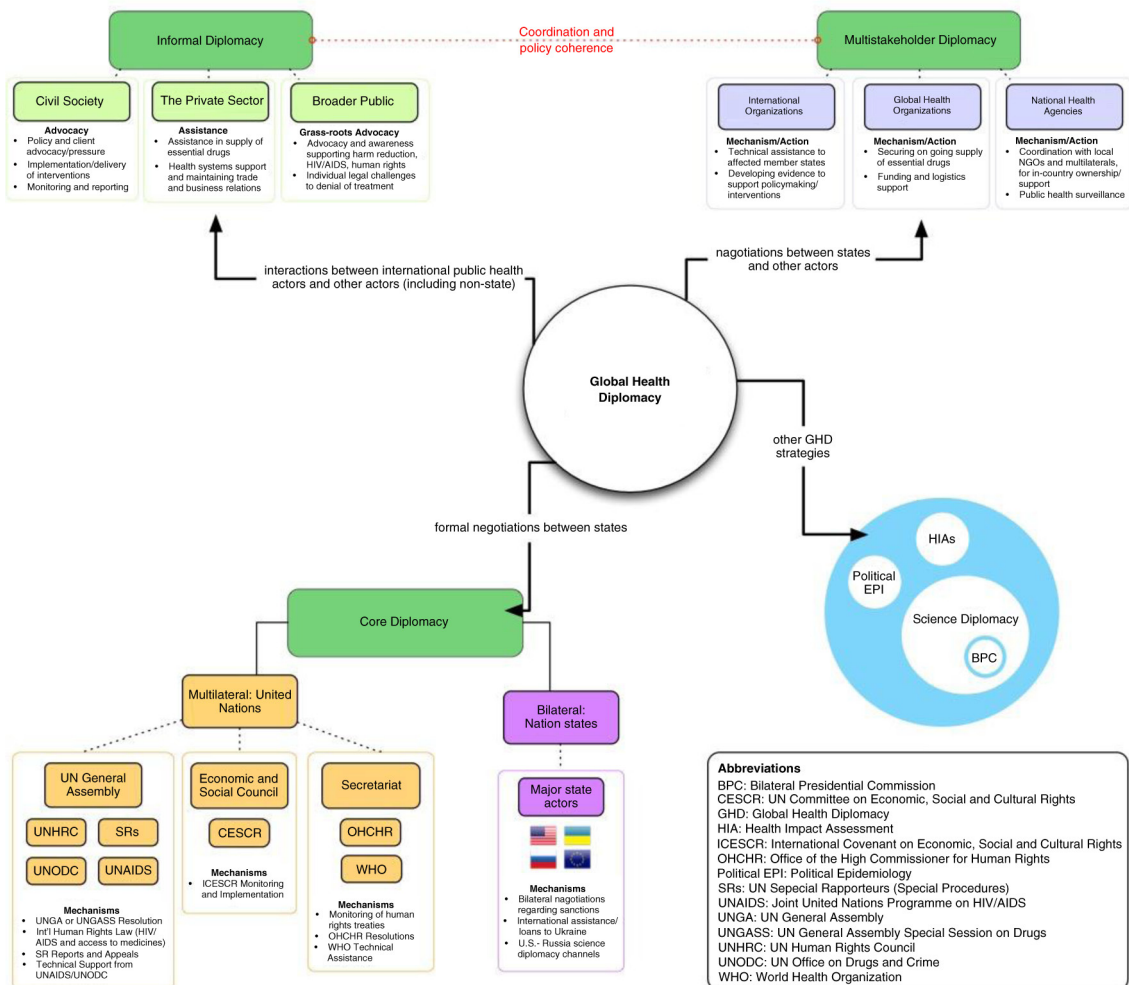 Informal Diplomacy
Coordination and
policy coherence
Multistakeholder Diplomacy
Civil Society
Advocacy
• Policy and client
advocacy/pressure
• Implementation/delivery
of interventions
• Monitoring and reporting
The Private Sector
Assistance
• Assistance in supply of
essential drugs
• Health systems support
and maintaining trade
and business relations
Broader Public
Grass-roots Advocacy
• Advocacy and awareness
supporting harm reduction,
HIV/AIDS, human rights
• Individual legal challenges
to denial of treatment
International
Organizations
Mechanism/Action
• Technical assistance to
affected member states
• Developing evidence to
support policymaking/
interventions
Global Health
Organizations
Mechanism/Action
• Securing on going supply
of essential drugs
• Funding and logistics
support
National Health
Agencies
Mechanism/Action
• Coordination with local
NGOs and multilaterals,
for in-country ownership/
support
• Public health surveillance
interactions between international public health
actors and other actors (including non-state)
nagotiations between states
and other actors
Global Health
Diplomacy
other GHD
strategies
formal negotiations between states
HIAs
Political
EPI
Science Diplomacy
BPC
Core Diplomacy
Multilateral: United
Nations
Bilateral:
Nation states
UN General
Assembly
UNHRC
SRs
UNODC
UNAIDS
Mechanisms
• UNGA or UNGASS Resolution
• Int'l Human Rights Law (HIV/
AIDS and access to medicines)
• SR Reports and Appeals
• Technical Support from
UNAIDS/UNODC
Economic and
Social Council
CESCR
Mechanisms
• ICESCR Monitoring
and Implementation
Secretariat
OHCHR
WHO
Mechanisms
• Monitoring of human
rights treaties
• OHCHR Resolutions
• WHO Technical
Assistance
Major state
actors
Mechanisms
• Bilateral nagotiations
regarding sanctions
• International assistance/
loans to Ukraine
• U.S.- Russia science
diplomacy channels
Abbreviations
BPC: Bilateral Presidential Commission
CESCR: UN Committee on Economic, Social and Cultural Rights
GHD: Global Health Diplomacy
HIA: Health Impact Assessment
ICESCR: International Covenant on Economic, Social and Cultural Rights
OHCHR: Office of the High Commissioner for Human Rights
Political EPI: Political Epidemiology
SRs: UN Sepecial Rapporteurs (Special Procedures)
UNAIDS: Joint United Nations Programme on HIV/AIDS
UNGA: UN General Assembly
UNGASS: UN General Assembly Special Session on Drugs
UNHRC: UN Human Rights Council
UNODC: UN Office on Drugs and Crime
WHO: World Health Organization